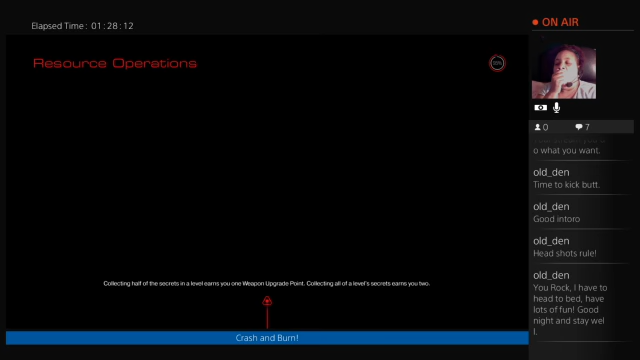 Elapsed Time : 01:28:12
ON AIR
Resource Operations
0
7
o what you want.
old_den
Time to kick butt.
old_den
Good intoro
old_den
Head shots rule!
old_den
You Rock, I have to
head to bed, have
lots of fun! Good
night and stay wel
l.
Collecting half of the secrets in a level earns you one Weapon Upgrade Point. Collecting all of a level's secrets earns you two.
Crash and Burn!